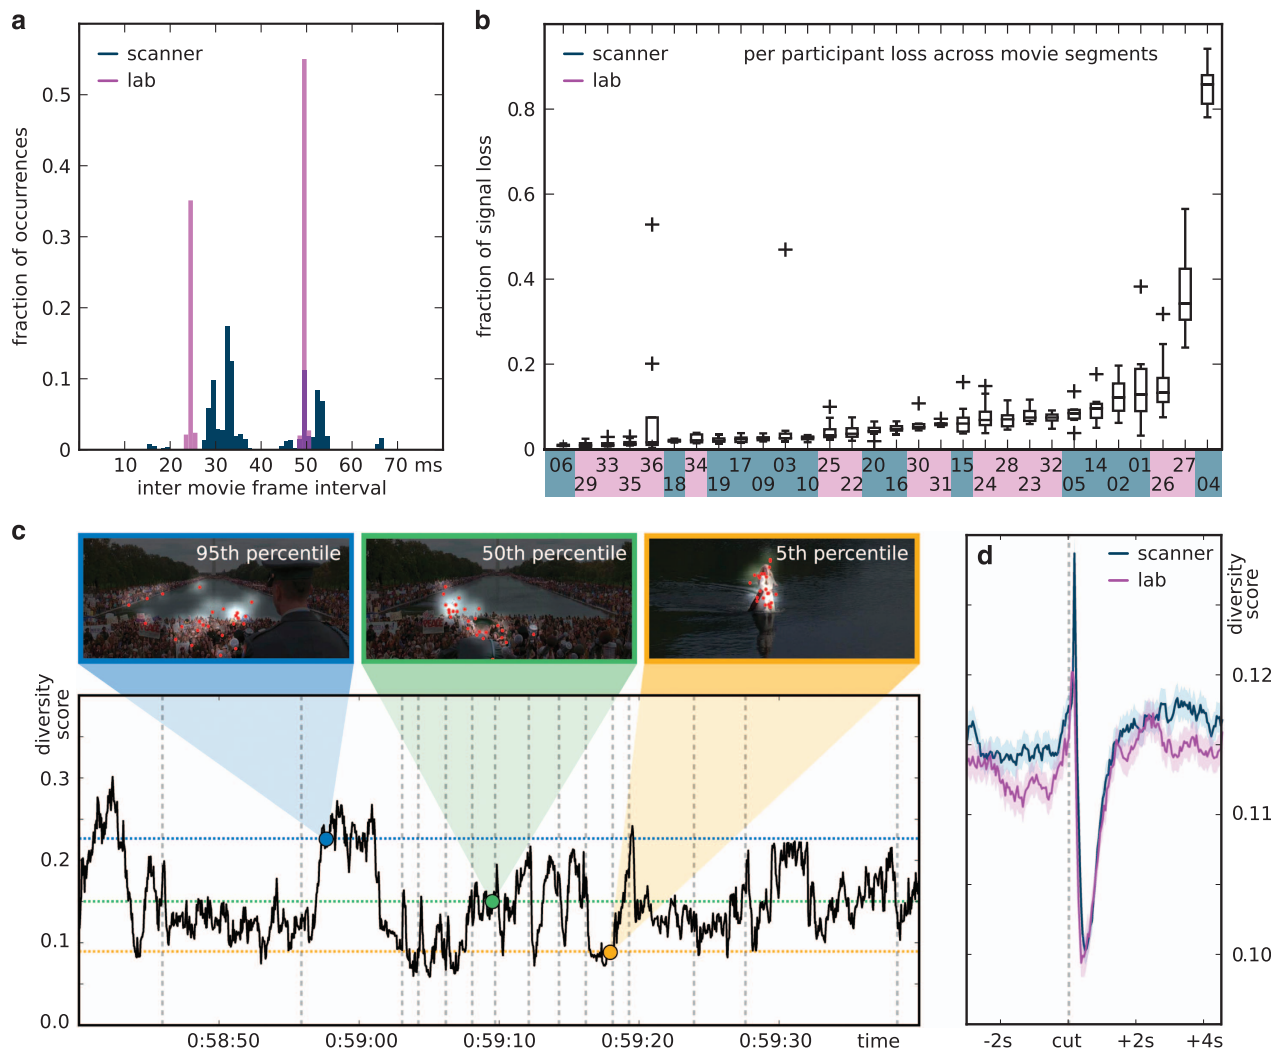 a
scanner
lab
fraction of occurrences
0.5
0.4
0.3
0.2
0.1
0
10 20 30 40 50 60 70 ms
inter movie frame interval
b
scanner
lab
per participant loss across movie segments
fraction of signal loss
0.8
0.6
0.4
0.2
0
06 33 36 34 17 03 25 20 30 15 28 32 14 01 27
29 35 18 19 09 10 22 16 31 24 23 05 02 26 04
c
95th percentile
50th percentile
5th percentile
diversity
score
0.3
0.2
0.1
0.0
0:58:50 0:59:00 0:59:10 0:59:20 0:59:30 time
d
scanner
lab
diversity
score
0.12
0.11
0.10
-2s cut +2s +4s